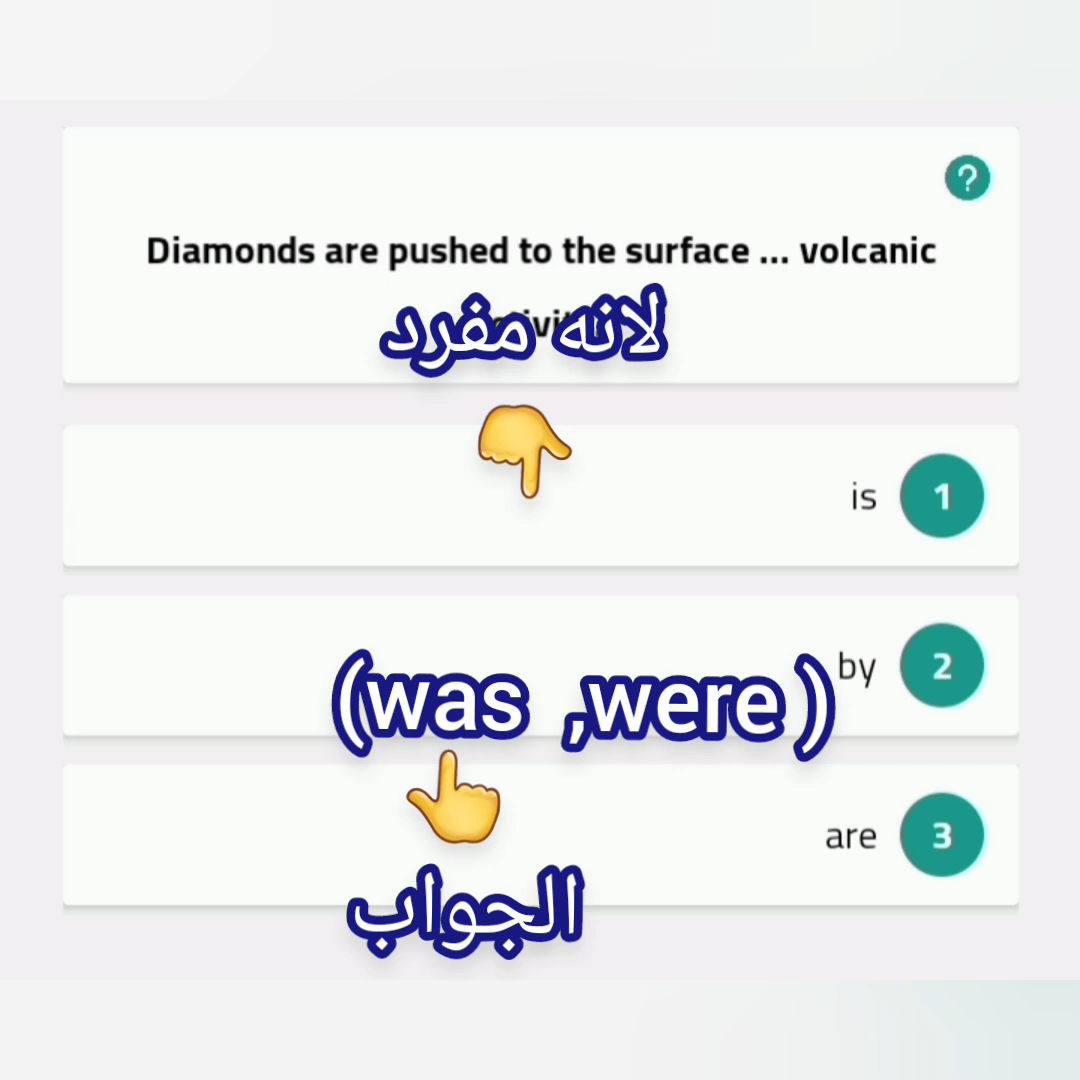 Diamonds are pushed to the surface ... volcanic
لانه مفرد
is 1
by 2
(was ,were )
are 3
الجواب
?